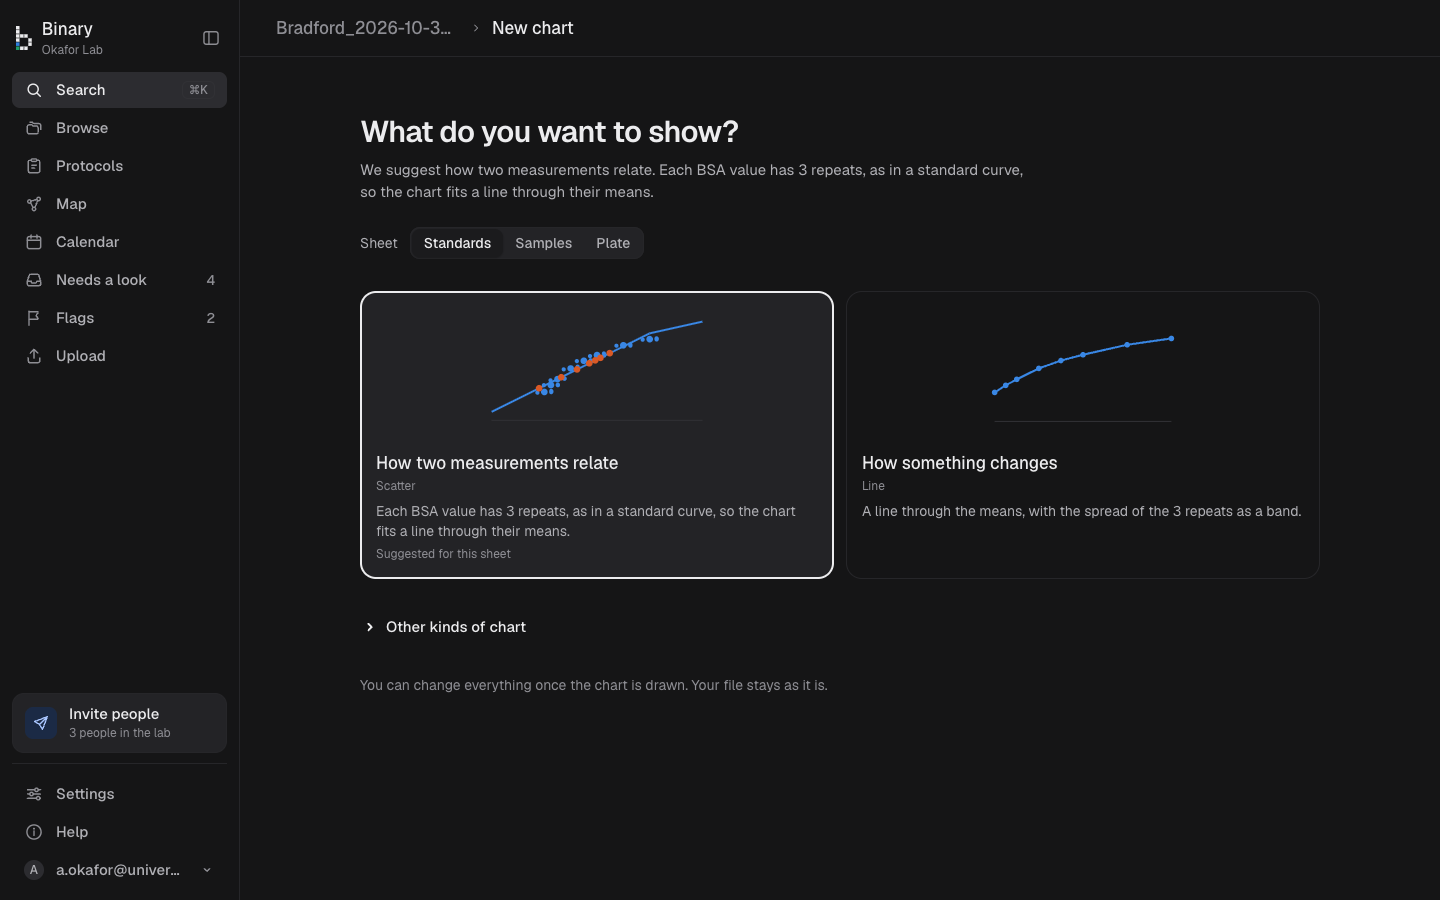 Binary
Okafor Lab
Search ⌘K
Browse
Protocols
Map
Calendar
Needs a look 4
Flags 2
Upload
Invite people
3 people in the lab
Settings
Help
A a.okafor@univer...
Bradford_2026-10-3... › New chart
What do you want to show?
We suggest how two measurements relate. Each BSA value has 3 repeats, as in a standard curve,
so the chart fits a line through their means.
Sheet Standards Samples Plate
How two measurements relate
Scatter
Each BSA value has 3 repeats, as in a standard curve, so the chart
fits a line through their means.
Suggested for this sheet
How something changes
Line
A line through the means, with the spread of the 3 repeats as a band.
Other kinds of chart
You can change everything once the chart is drawn. Your file stays as it is.